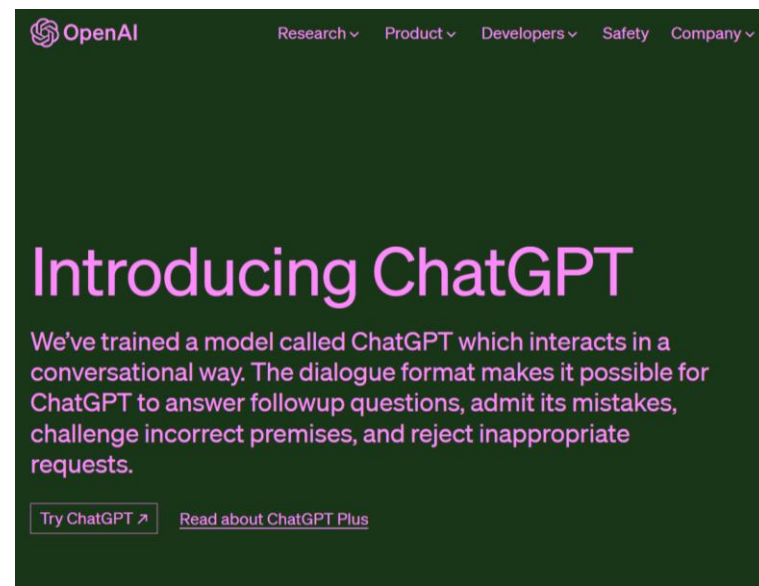 OpenAI Research Product Developers Safety Company
Introducing ChatGPT
We've trained a model called ChatGPT which interacts in a
conversational way. The dialogue format makes it possible for
ChatGPT to answer followup questions, admit its mistakes,
challenge incorrect premises, and reject inappropriate
requests.
Try ChatGPT ↗ Read about ChatGPT Plus